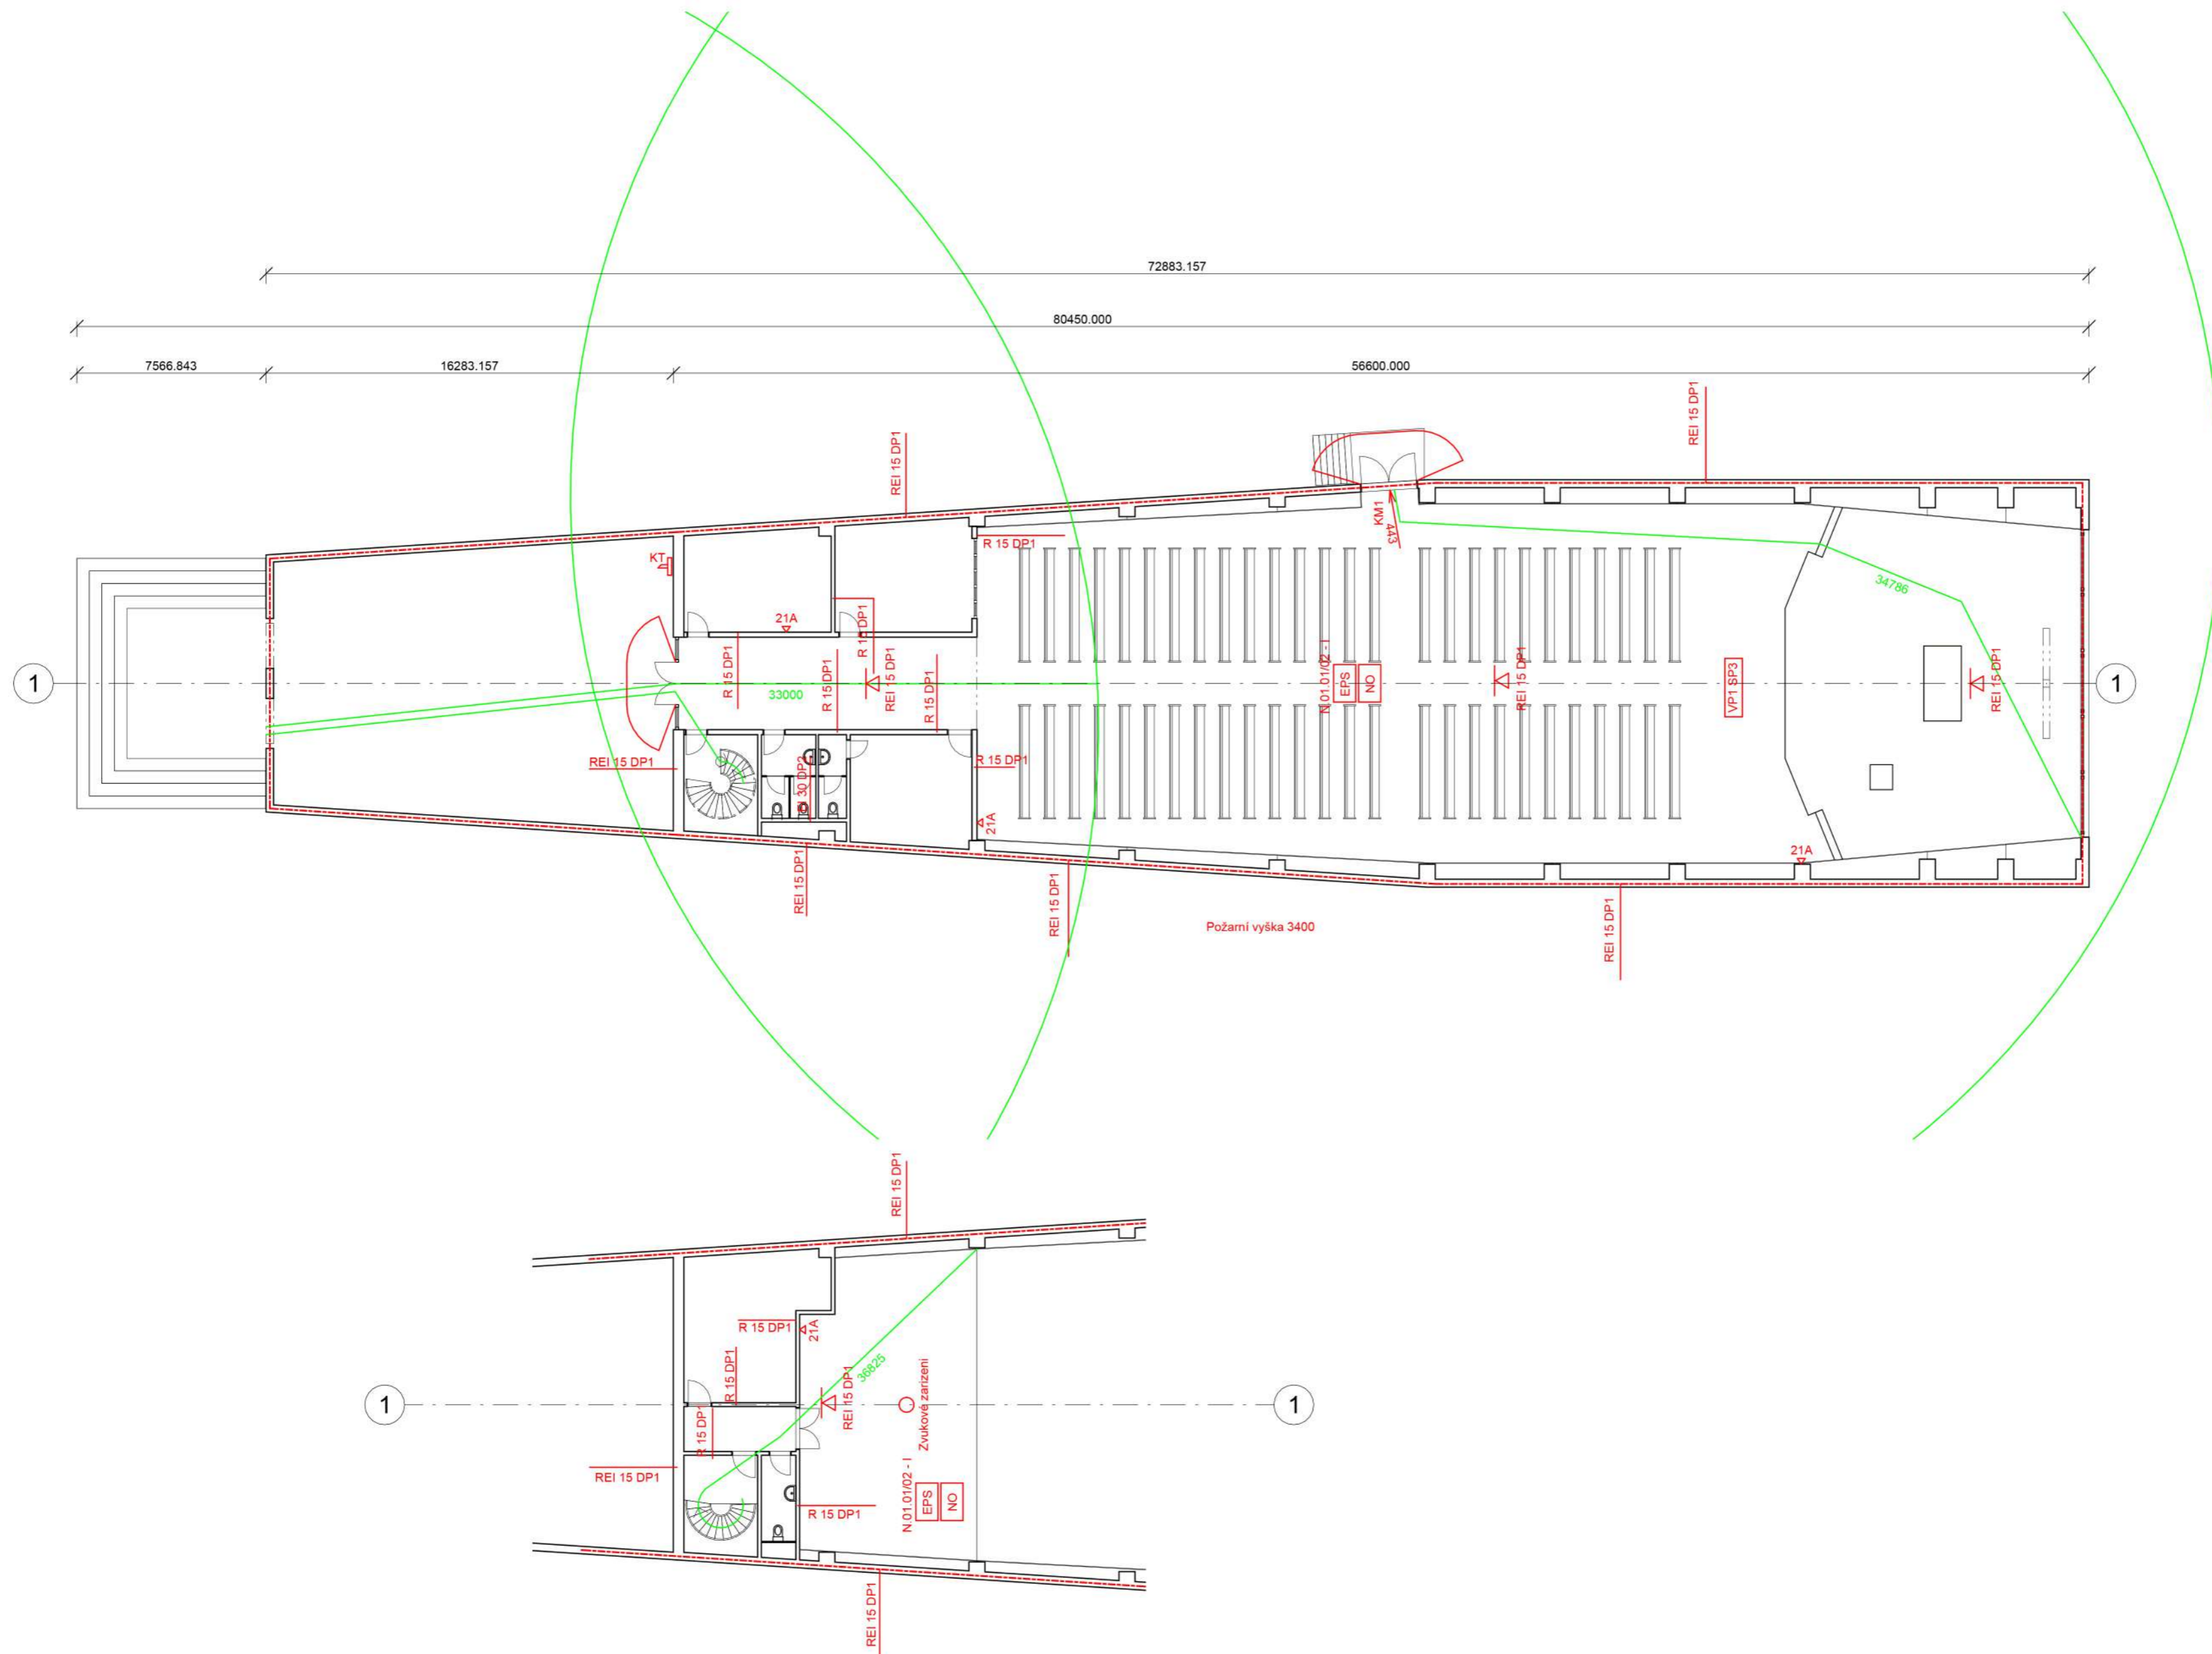 72883.157
80450.000
7566.843
16283.157
56600.000
REI 15 DP1
REI 15 DP1
KM1
443
KT
R 15 DP1
34786
21A
R 15 DP1
R 15 DP1
R 15 DP1
REI 15 DP1
R 15 DP1
33000
N.01.01/02 - I
EPS
NO
REI 15 DP1
VP1 SP3
REI 15 DP1
1
1
REI 15 DP1
R 15 DP1
21A
21A
REI 15 DP1
REI 15 DP1
Požarní vyška 3400
REI 15 DP1
REI 15 DP1
R 15 DP1
21A
36825
R 15 DP1
REI 15 DP1
Zvukové zarizeni
1
1
R 15 DP1
REI 15 DP1
N.01.01/02 - I
EPS
NO
R 15 DP1
REI 15 DP1